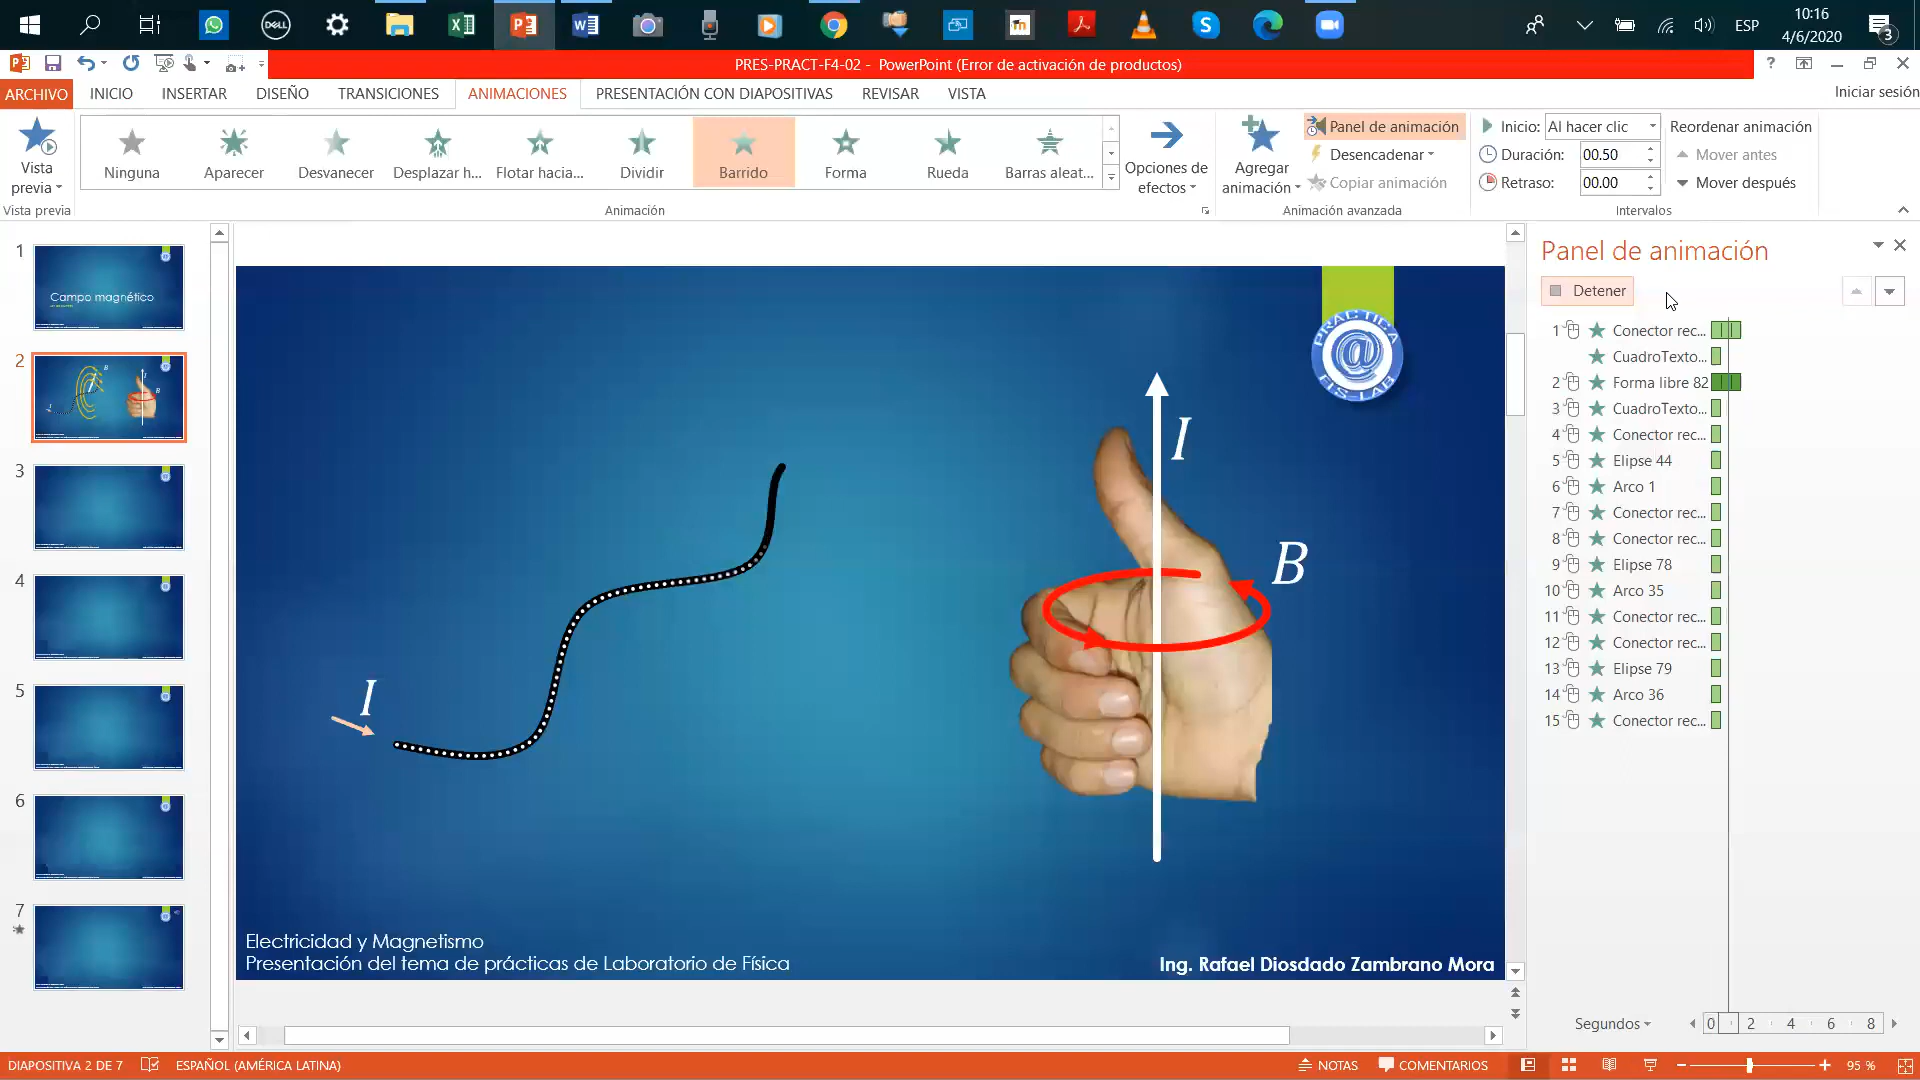 ESP
10:16
4/6/2020
3
PRES-PRACT-F4-02 - PowerPoint (Error de activación de productos)
ARCHIVO INICIO INSERTAR DISEÑO TRANSICIONES ANIMACIONES PRESENTACIÓN CON DIAPOSITIVAS REVISAR VISTA Iniciar sesión
Vista previa
Ninguna Aparecer Desvanecer Desplazar h... Flotar hacia... Dividir Barrido Forma Rueda Barras aleat...
Opciones de efectos
Agregar animación
Panel de animación
Desencadenar
Copiar animación
Inicio: Al hacer clic
Duración: 00.50
Retraso: 00.00
Reordenar animación
Mover antes
Mover después
Vista previa Animación Animación avanzada Intervalos
1
Campo magnético
2
3
4
5
6
7
I
I
B
PRACTICA
@
FIS-LAB
Electricidad y Magnetismo
Presentación del tema de prácticas de Laboratorio de Física
Ing. Rafael Diosdado Zambrano Mora
Panel de animación
Detener
1 Conector rec...
CuadroTexto...
2 Forma libre 82
3 CuadroTexto...
4 Conector rec...
5 Elipse 44
6 Arco 1
7 Conector rec...
8 Conector rec...
9 Elipse 78
10 Arco 35
11 Conector rec...
12 Conector rec...
13 Elipse 79
14 Arco 36
15 Conector rec...
Segundos 0 2 4 6 8
DIAPOSITIVA 2 DE 7 ESPAÑOL (AMÉRICA LATINA) NOTAS COMENTARIOS 95 %